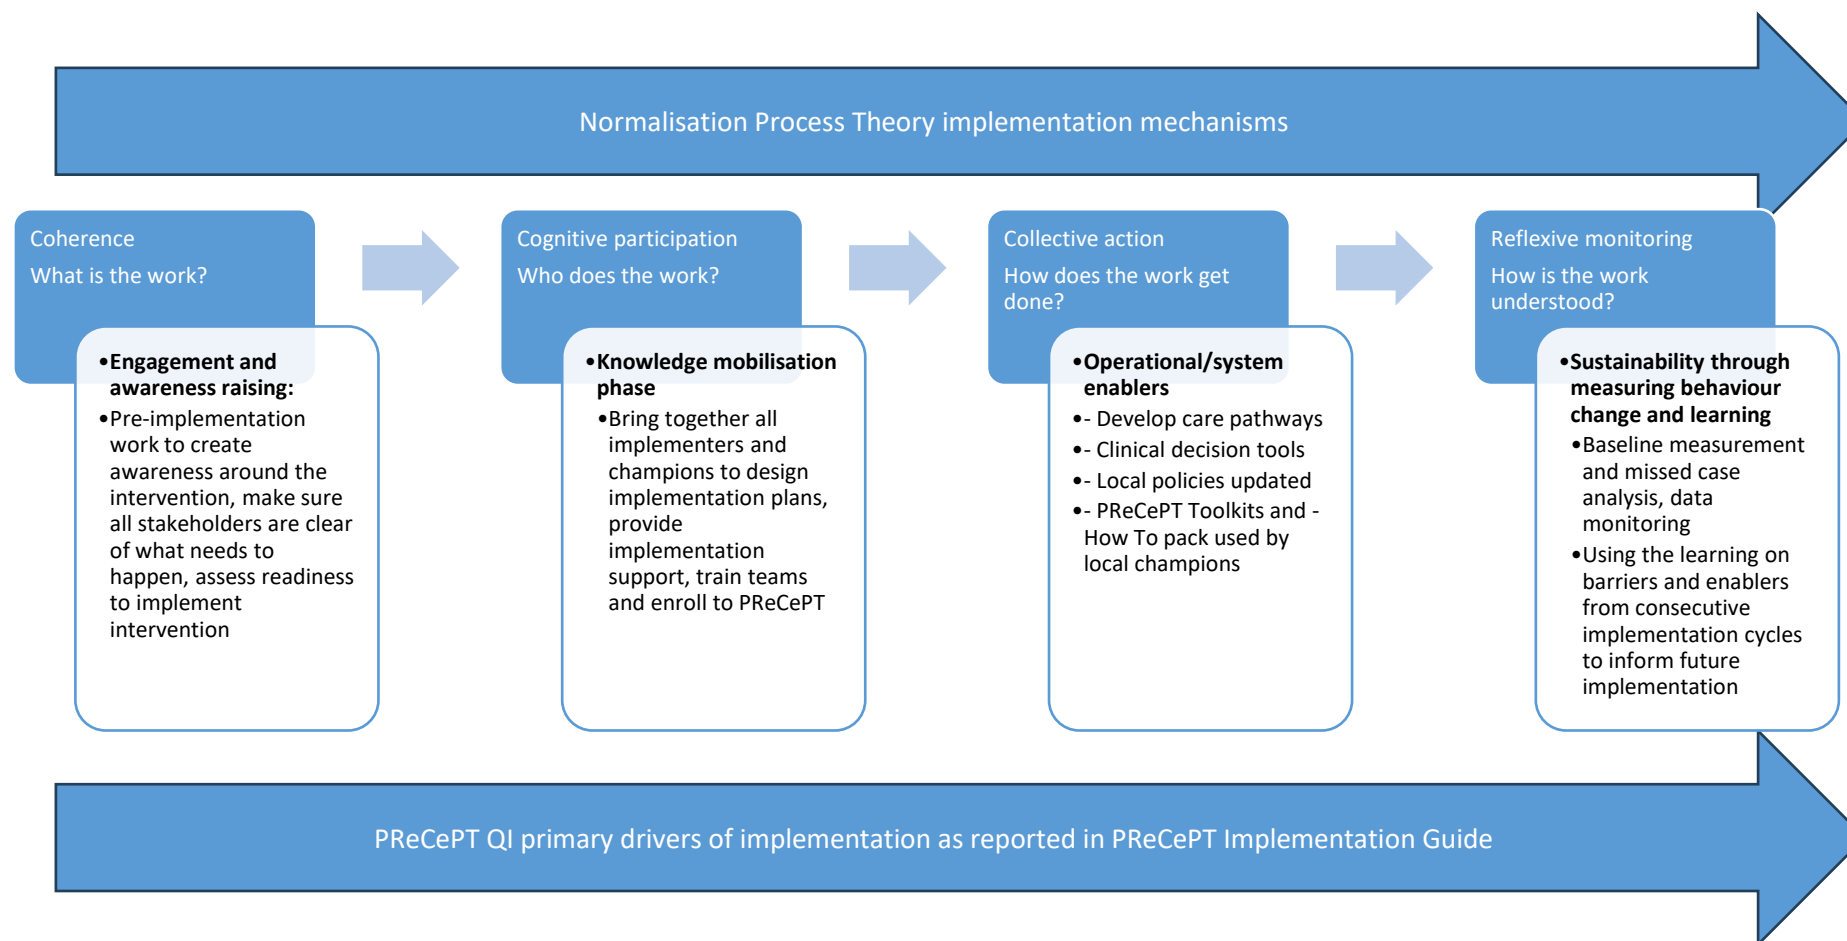 Normalisation Process Theory implementation mechanisms
Coherence
What is the work?
•Engagement and
awareness raising:
•Pre-implementation
work to create
awareness around the
intervention, make sure
all stakeholders are clear
of what needs to
happen, assess readiness
to implement
intervention
Cognitive participation
Who does the work?
•Knowledge mobilisation
phase
•Bring together all
implementers and
champions to design
implementation plans,
provide
implementation
support, train teams
and enroll to PReCePT
Collective action
How does the work get
done?
•Operational/system
enablers
•- Develop care pathways
•- Clinical decision tools
•- Local policies updated
•- PReCePT Toolkits and -
How To pack used by
local champions
Reflexive monitoring
How is the work
understood?
•Sustainability through
measuring behaviour
change and learning
•Baseline measurement
and missed case
analysis, data
monitoring
•Using the learning on
barriers and enablers
from consecutive
implementation cycles
to inform future
implementation
PReCePT QI primary drivers of implementation as reported in PReCePT Implementation Guide